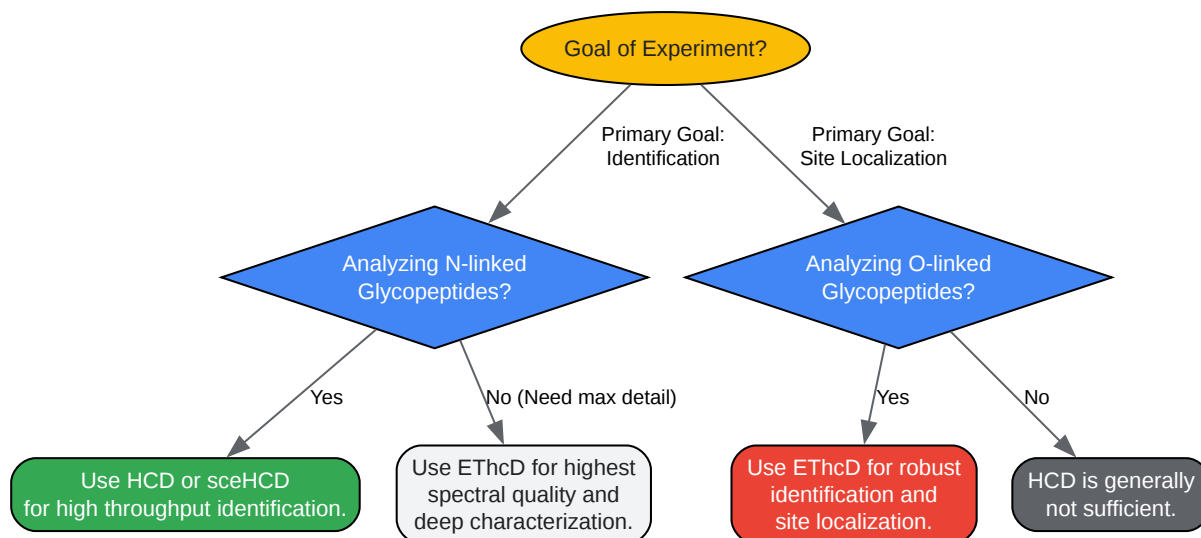 Goal of Experiment?
Primary Goal:
Identification
Primary Goal:
Site Localization
Analyzing N-linked
Glycopeptides?
Analyzing O-linked
Glycopeptides?
Yes
No (Need max detail)
Yes
No
Use HCD or sceHCD
for high throughput identification.
Use EThcD for highest
spectral quality and
deep characterization.
Use EThcD for robust
identification and
site localization.
HCD is generally
not sufficient.